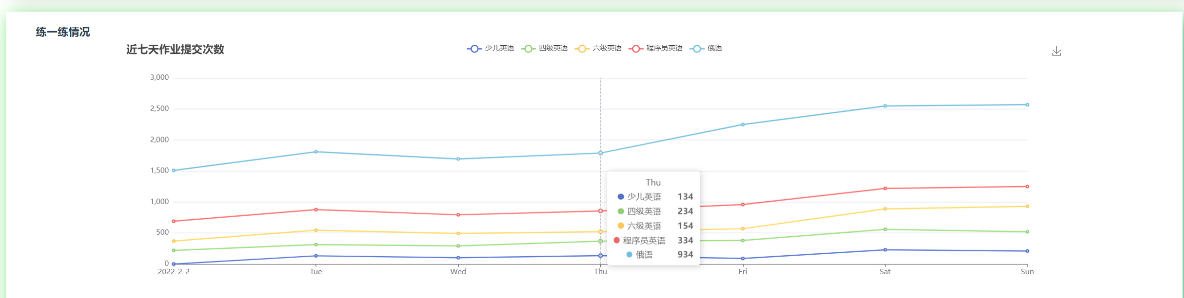 练一练情况
近七天作业提交次数
少儿英语 四级英语 六级英语 程序员英语 俄语
3,000
2,500
2,000
1,500
1,000
500
0
Thu
少儿英语 134
四级英语 234
六级英语 154
程序员英语 334
俄语 934
2022-2-2 Tue Wed Thu Fri Sat Sun